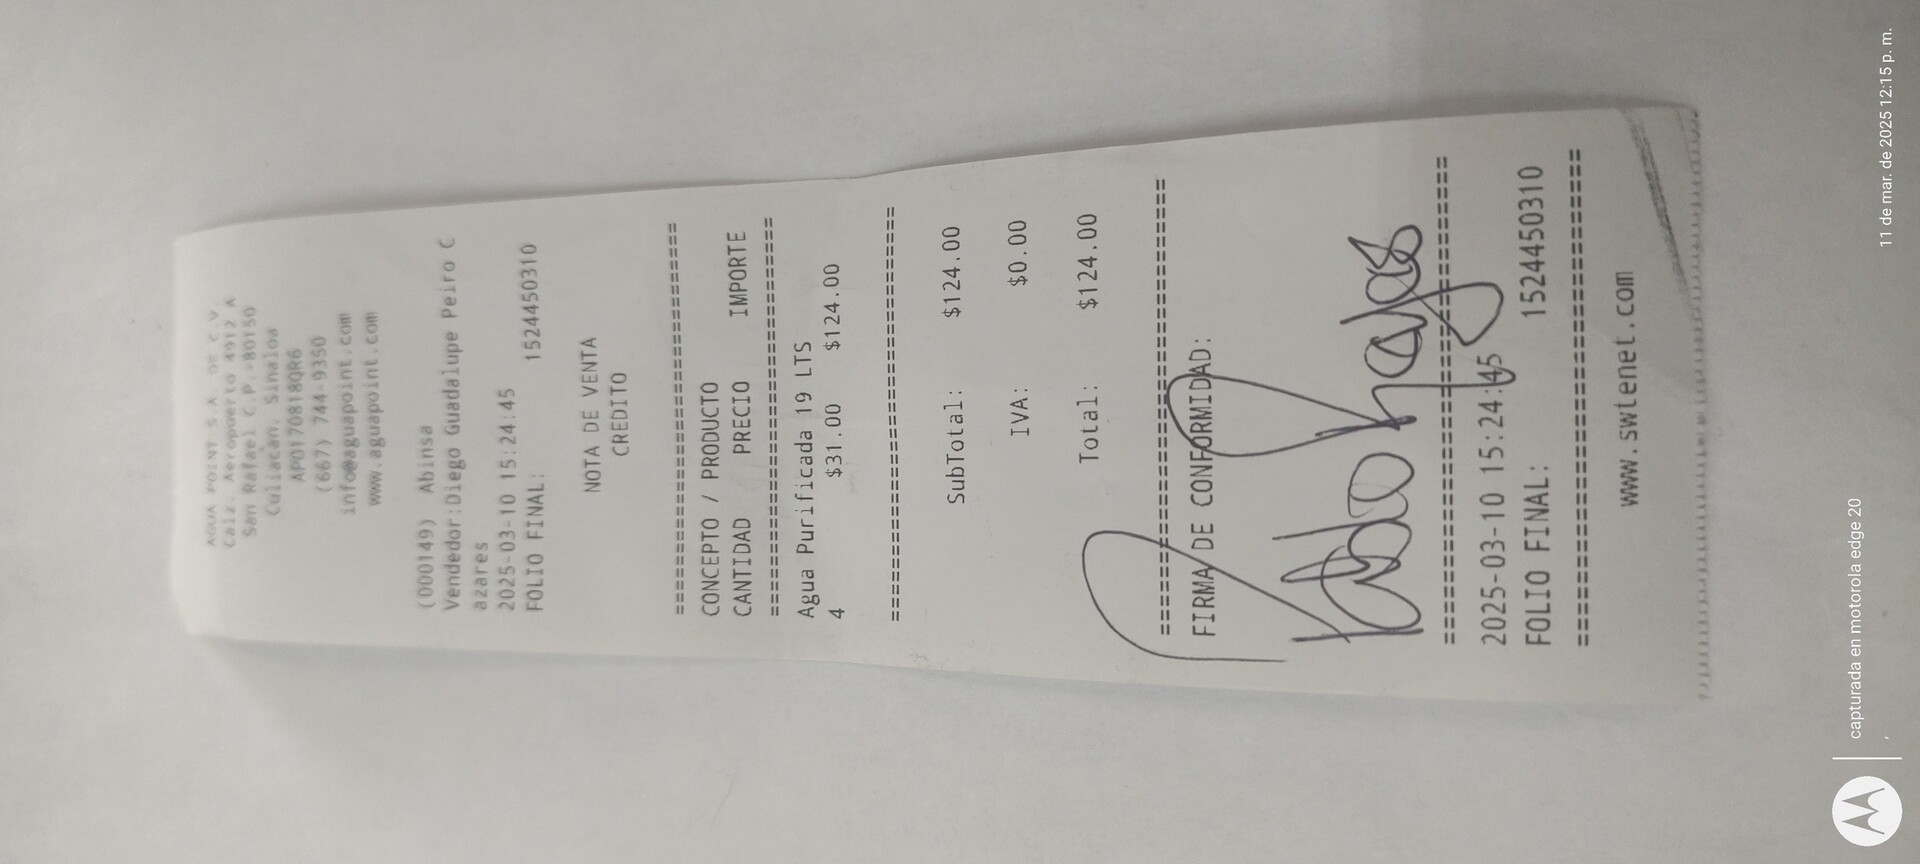 AGUA POINT S.A. DE C.V.
Calz. Aeropuerto 4912 A
San Rafael C.P.-80150
Culiacán, Sinaloa
APO170818QR6
(667) 744-9350
info@aguapoint.com
www.aguapoint.com
(000149) Abinsa
Vendedor:Diego Guadalupe Peiro C
azares
2025-03-10 15:24:45
FOLIO FINAL: 1524450310
NOTA DE VENTA
CREDITO
================================
CONCEPTO / PRODUCTO
CANTIDAD PRECIO IMPORTE
================================
Agua Purificada 19 LTS
4 $31.00 $124.00
================================
SubTotal: $124.00
IVA: $0.00
Total: $124.00
================================
FIRMA DE CONFORMIDAD:
Pablo
================================
2025-03-10 15:24:45
FOLIO FINAL: 1524450310
================================
www.swtenet.com
capturada en motorola edge 20
11 de mar. de 2025 12:15 p. m.